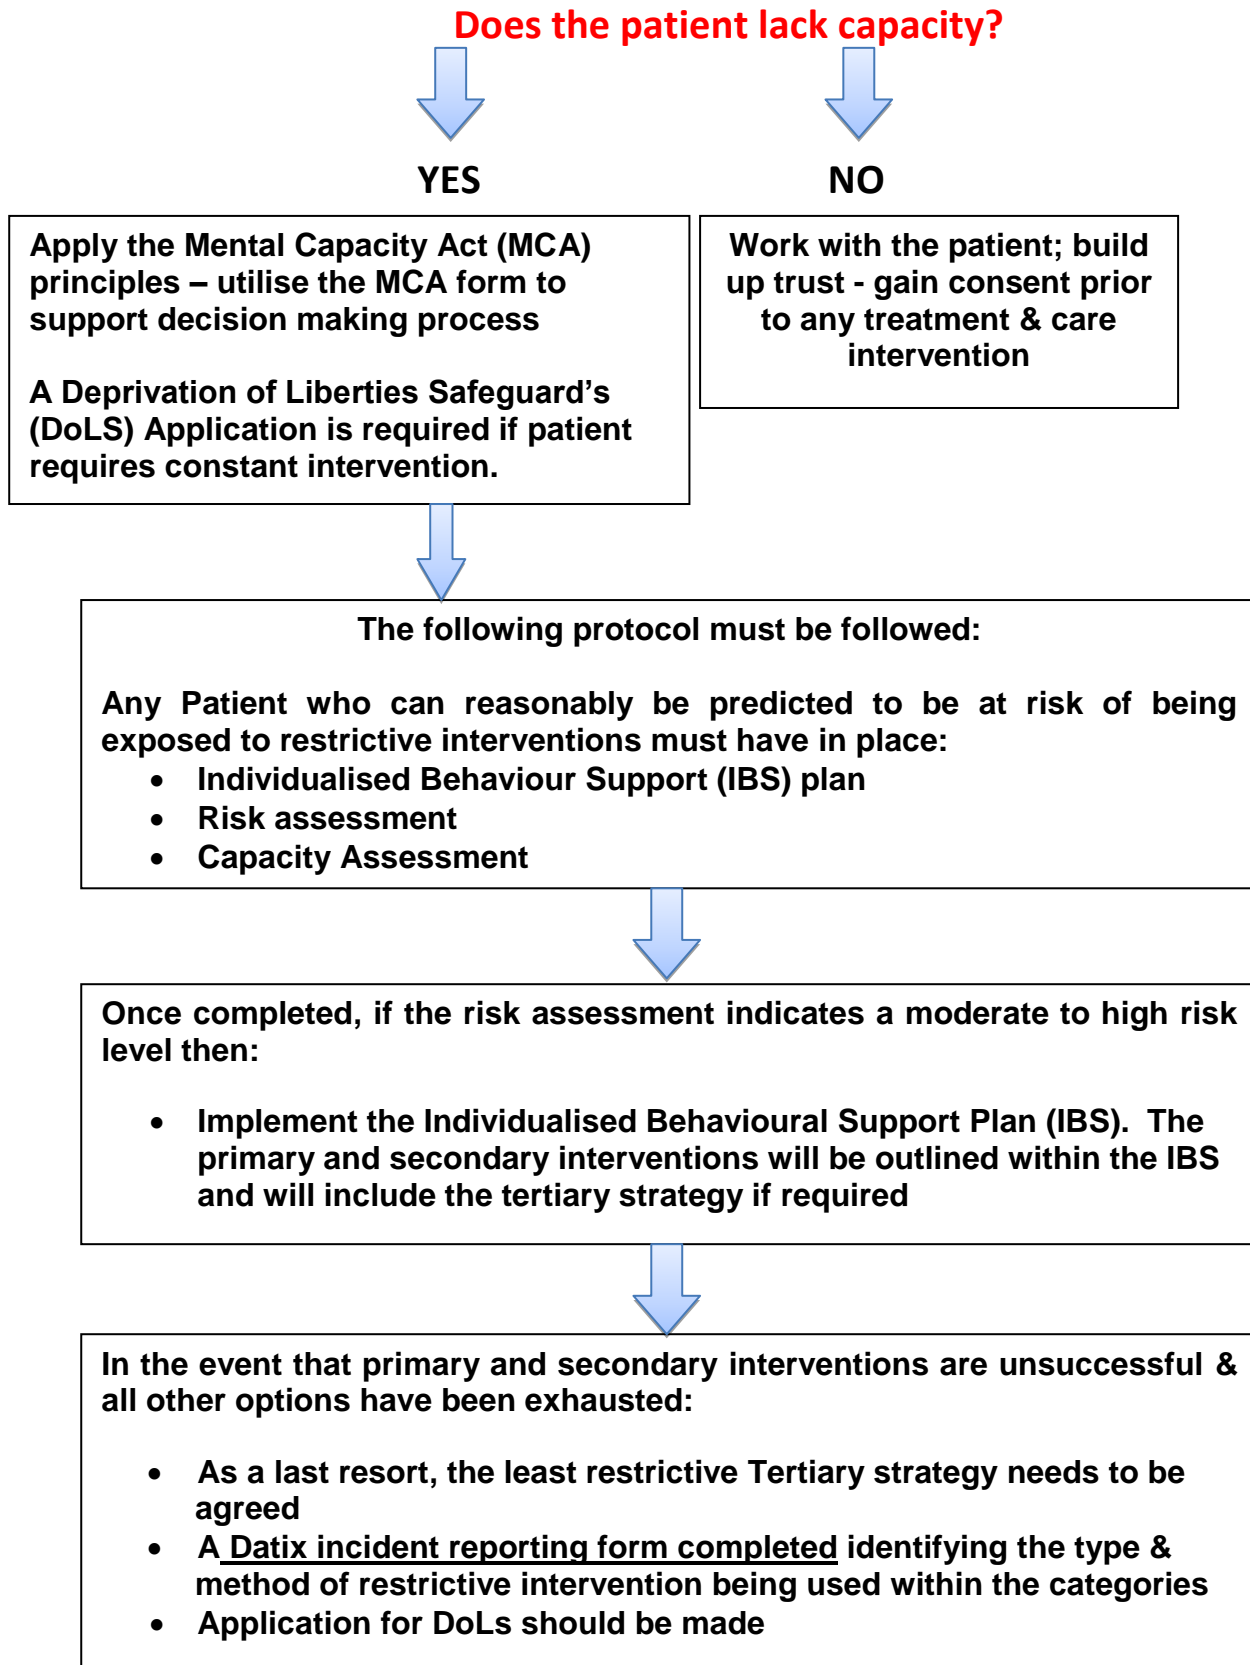 Does the patient lack capacity?
YES
NO
Apply the Mental Capacity Act (MCA)
principles – utilise the MCA form to
support decision making process
A Deprivation of Liberties Safeguard's
(DoLS) Application is required if patient
requires constant intervention.
Work with the patient; build
up trust - gain consent prior
to any treatment & care
intervention
The following protocol must be followed:
Any Patient who can reasonably be predicted to be at risk of being
exposed to restrictive interventions must have in place:
• Individualised Behaviour Support (IBS) plan
• Risk assessment
• Capacity Assessment
Once completed, if the risk assessment indicates a moderate to high risk
level then:
• Implement the Individualised Behavioural Support Plan (IBS). The
primary and secondary interventions will be outlined within the IBS
and will include the tertiary strategy if required
In the event that primary and secondary interventions are unsuccessful &
all other options have been exhausted:
• As a last resort, the least restrictive Tertiary strategy needs to be
agreed
• A Datix incident reporting form completed identifying the type &
method of restrictive intervention being used within the categories
• Application for DoLs should be made